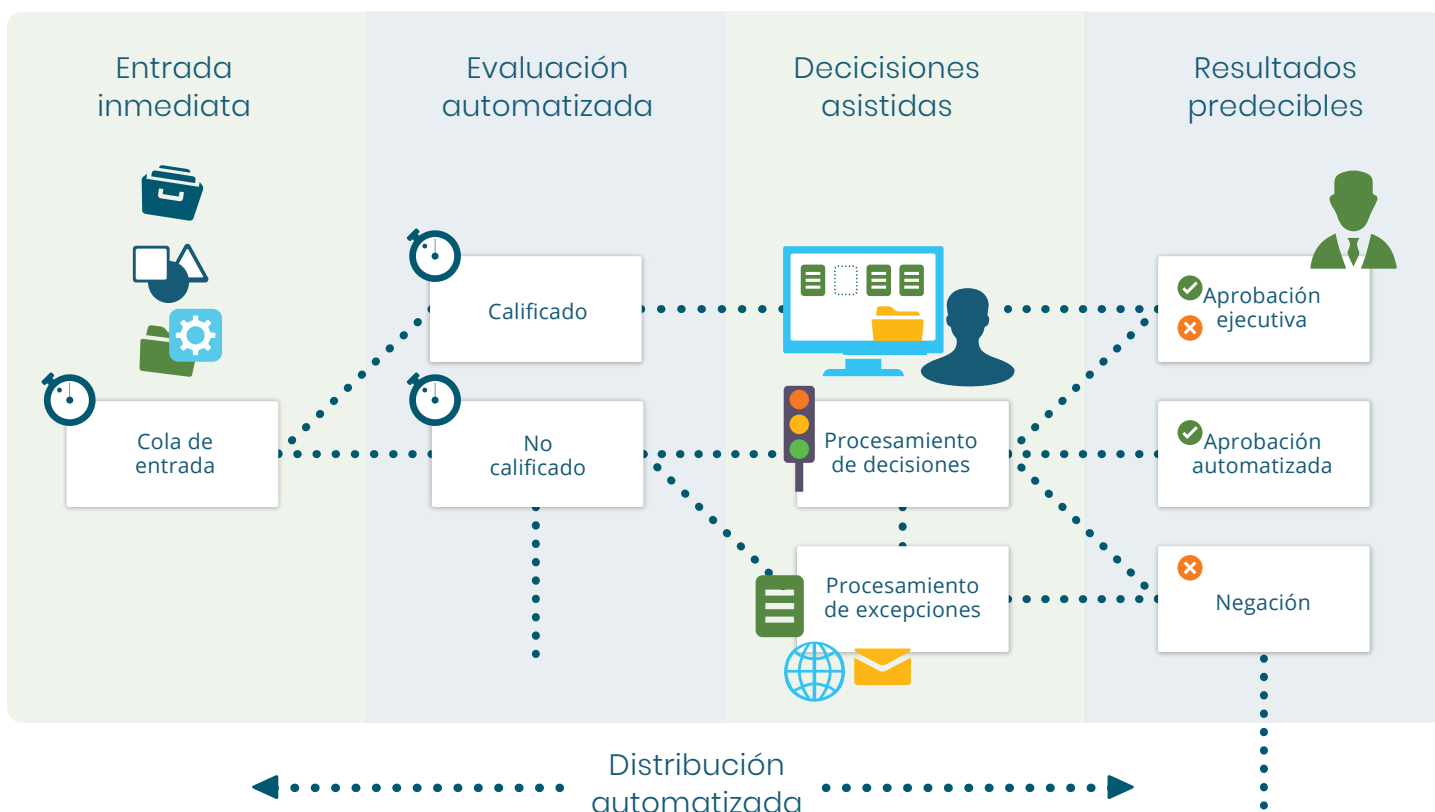 Entrada
inmediata
Evaluación
automatizada
Decicisiones
asistidas
Resultados
predecibles
Calificado
Aprobación
ejecutiva
Cola de
entrada
No
calificado
Procesamiento
de decisiones
Aprobación
automatizada
Procesamiento
de excepciones
Negación
Distribución
automatizada